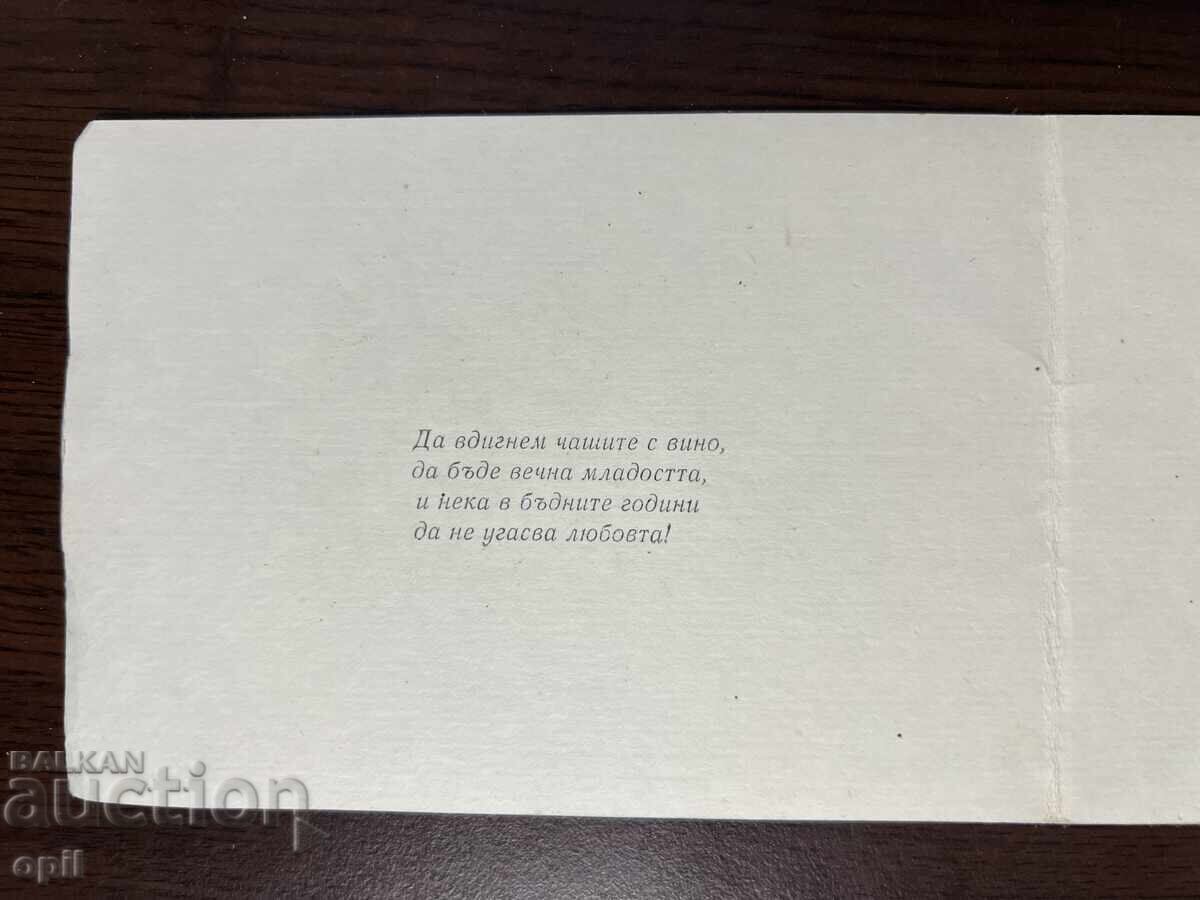 Да вдигнем чашите с вино,
да бъде вечна младостта,
и нека в бъдните години
да не угасва любовта!
BALKAN
auction
opil